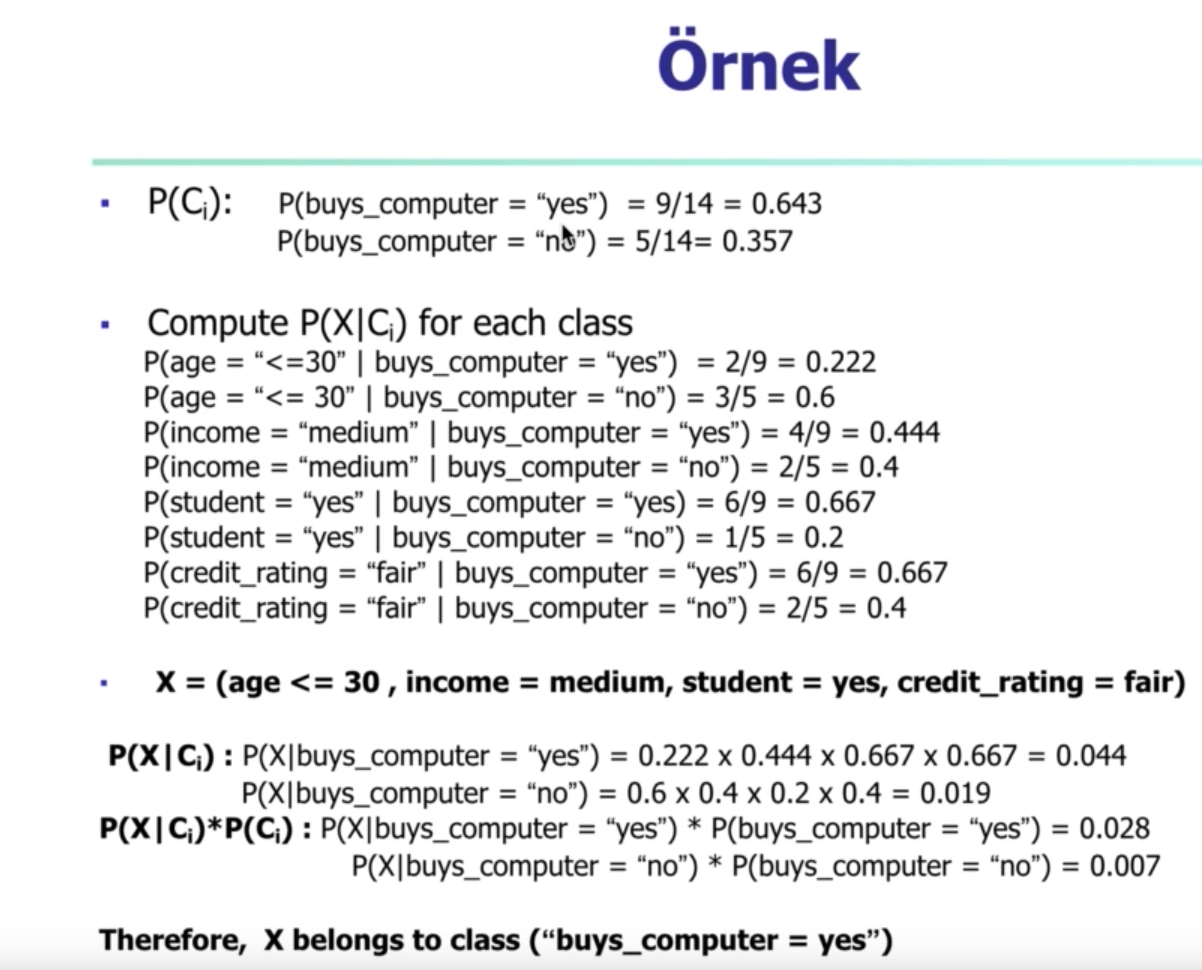 Örnek
▪ P(Cᵢ): P(buys_computer = “yes”) = 9/14 = 0.643
P(buys_computer = “no”) = 5/14= 0.357
▪ Compute P(X|Cᵢ) for each class
P(age = “<=30” | buys_computer = “yes”) = 2/9 = 0.222
P(age = “<= 30” | buys_computer = “no”) = 3/5 = 0.6
P(income = “medium” | buys_computer = “yes”) = 4/9 = 0.444
P(income = “medium” | buys_computer = “no”) = 2/5 = 0.4
P(student = “yes” | buys_computer = “yes) = 6/9 = 0.667
P(student = “yes” | buys_computer = “no”) = 1/5 = 0.2
P(credit_rating = “fair” | buys_computer = “yes”) = 6/9 = 0.667
P(credit_rating = “fair” | buys_computer = “no”) = 2/5 = 0.4
▪ X = (age <= 30 , income = medium, student = yes, credit_rating = fair)
P(X|Cᵢ) : P(X|buys_computer = “yes”) = 0.222 x 0.444 x 0.667 x 0.667 = 0.044
P(X|buys_computer = “no”) = 0.6 x 0.4 x 0.2 x 0.4 = 0.019
P(X|Cᵢ)*P(Cᵢ) : P(X|buys_computer = “yes”) * P(buys_computer = “yes”) = 0.028
P(X|buys_computer = “no”) * P(buys_computer = “no”) = 0.007
Therefore, X belongs to class (“buys_computer = yes”)